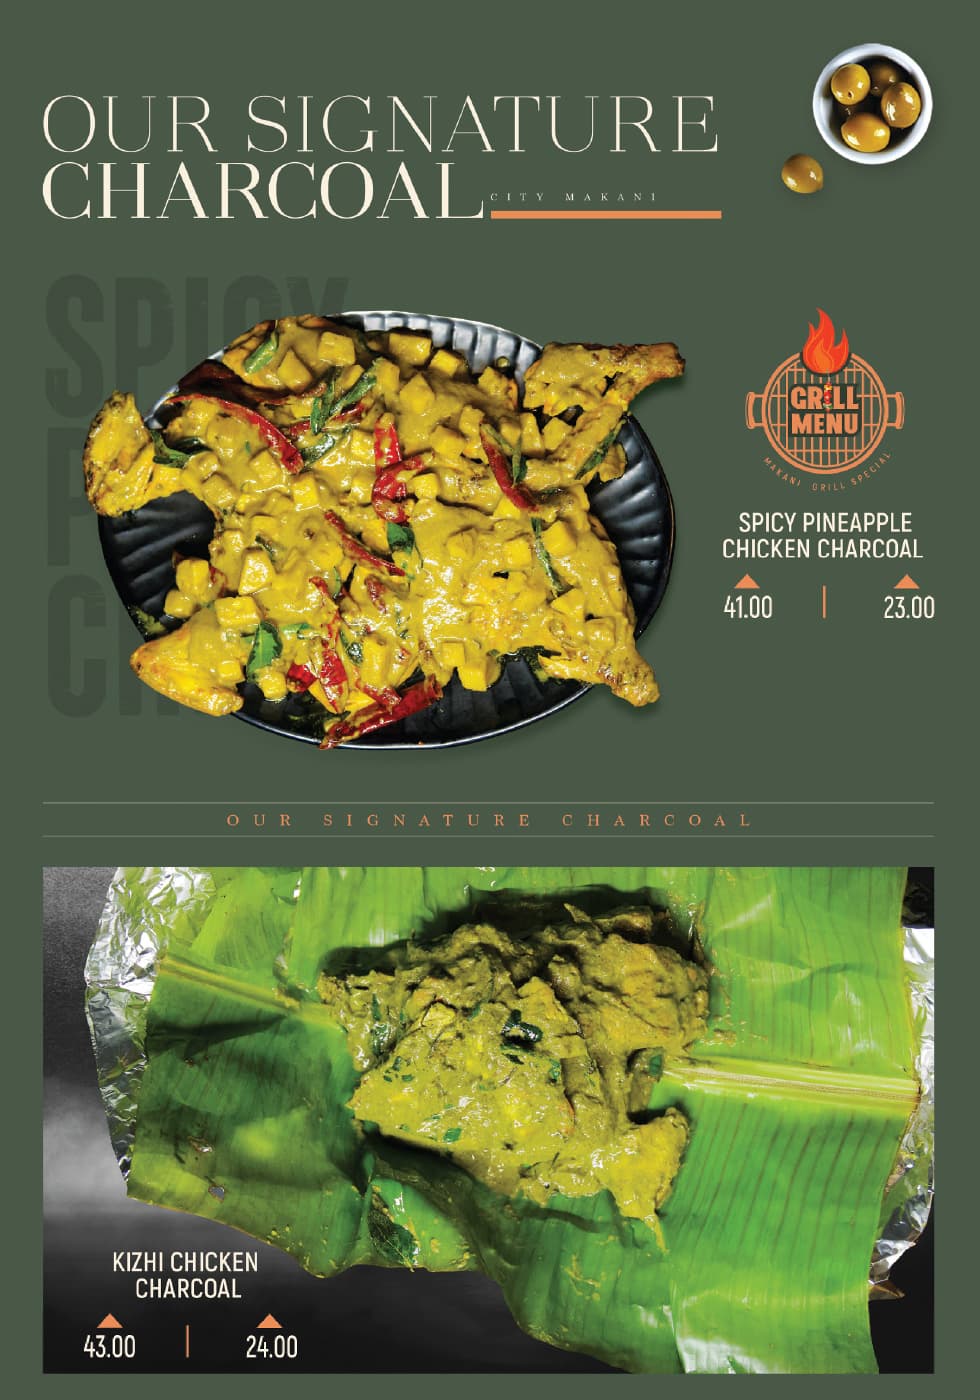 OUR SIGNATURE
CHARCOAL
CITY MAKANI
SPICY
GRILL
MENU
MAKANI GRILL SPECIAL
SPICY PINEAPPLE
CHICKEN CHARCOAL
41.00 | 23.00
OUR SIGNATURE CHARCOAL
KIZHI CHICKEN
CHARCOAL
43.00 | 24.00